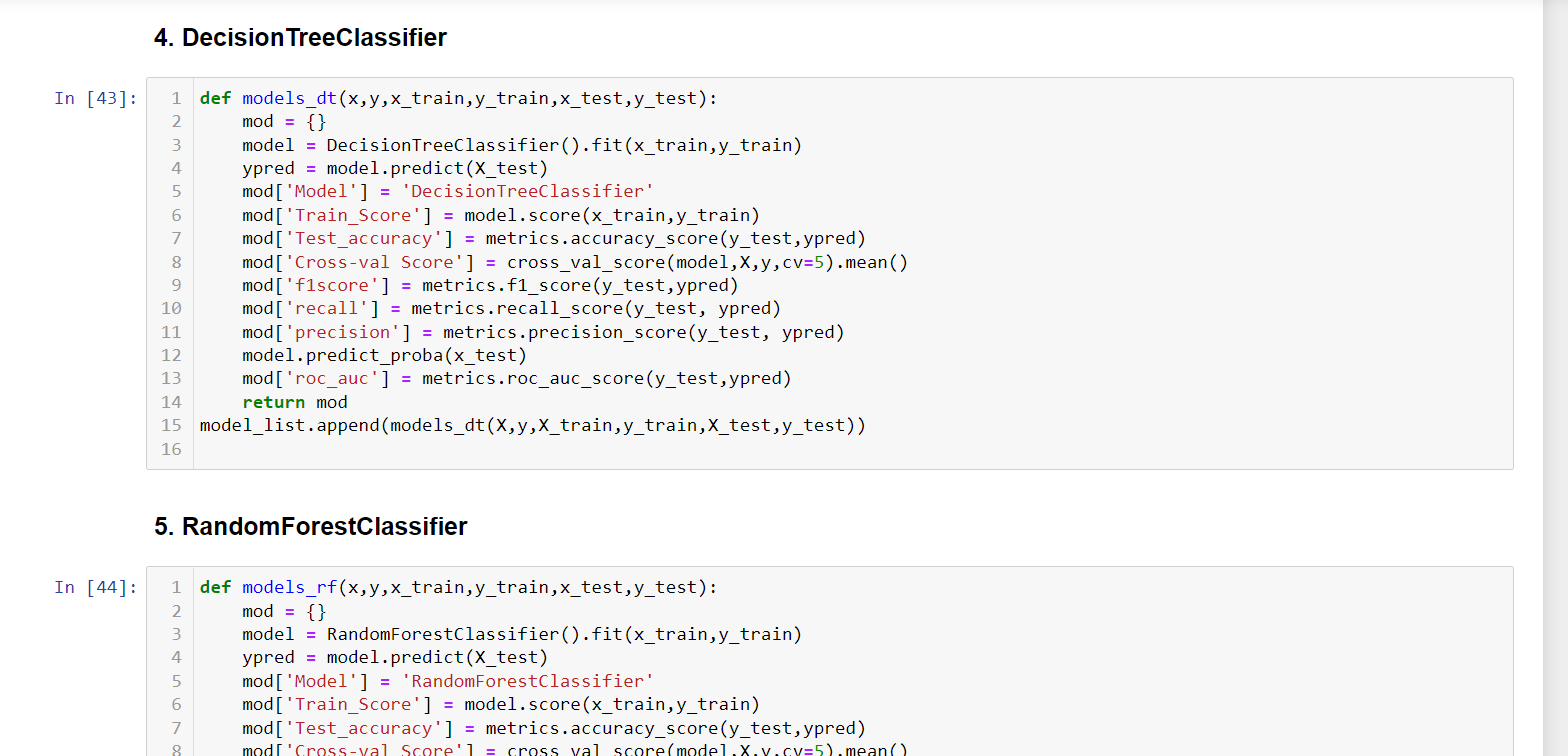 4. DecisionTreeClassifier
In [43]:
1 def models_dt(x,y,x_train,y_train,x_test,y_test):
2     mod = {}
3     model = DecisionTreeClassifier().fit(x_train,y_train)
4     ypred = model.predict(X_test)
5     mod['Model'] = 'DecisionTreeClassifier'
6     mod['Train_Score'] = model.score(x_train,y_train)
7     mod['Test_accuracy'] = metrics.accuracy_score(y_test,ypred)
8     mod['Cross-val Score'] = cross_val_score(model,X,y,cv=5).mean()
9     mod['f1score'] = metrics.f1_score(y_test,ypred)
10     mod['recall'] = metrics.recall_score(y_test, ypred)
11     mod['precision'] = metrics.precision_score(y_test, ypred)
12     model.predict_proba(x_test)
13     mod['roc_auc'] = metrics.roc_auc_score(y_test,ypred)
14     return mod
15 model_list.append(models_dt(X,y,X_train,y_train,X_test,y_test))
16
5. RandomForestClassifier
In [44]:
1 def models_rf(x,y,x_train,y_train,x_test,y_test):
2     mod = {}
3     model = RandomForestClassifier().fit(x_train,y_train)
4     ypred = model.predict(X_test)
5     mod['Model'] = 'RandomForestClassifier'
6     mod['Train_Score'] = model.score(x_train,y_train)
7     mod['Test_accuracy'] = metrics.accuracy_score(y_test,ypred)
8     mod['Cross-val Score'] = cross_val_score(model,X,y,cv=5).mean()